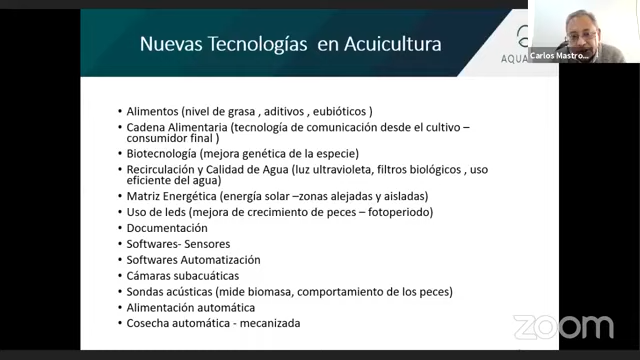 Nuevas Tecnologías en Acuicultura
Carlos Mastro...
• Alimentos (nivel de grasa , aditivos , eubióticos )
• Cadena Alimentaria (tecnología de comunicación desde el cultivo –
consumidor final )
• Biotecnología (mejora genética de la especie)
• Recirculación y Calidad de Agua (luz ultravioleta, filtros biológicos , uso
eficiente del agua)
• Matriz Energética (energía solar –zonas alejadas y aisladas)
• Uso de leds (mejora de crecimiento de peces – fotoperiodo)
• Documentación
• Softwares- Sensores
• Softwares Automatización
• Cámaras subacuáticas
• Sondas acústicas (mide biomasa, comportamiento de los peces)
• Alimentación automática
• Cosecha automática - mecanizada
zoom